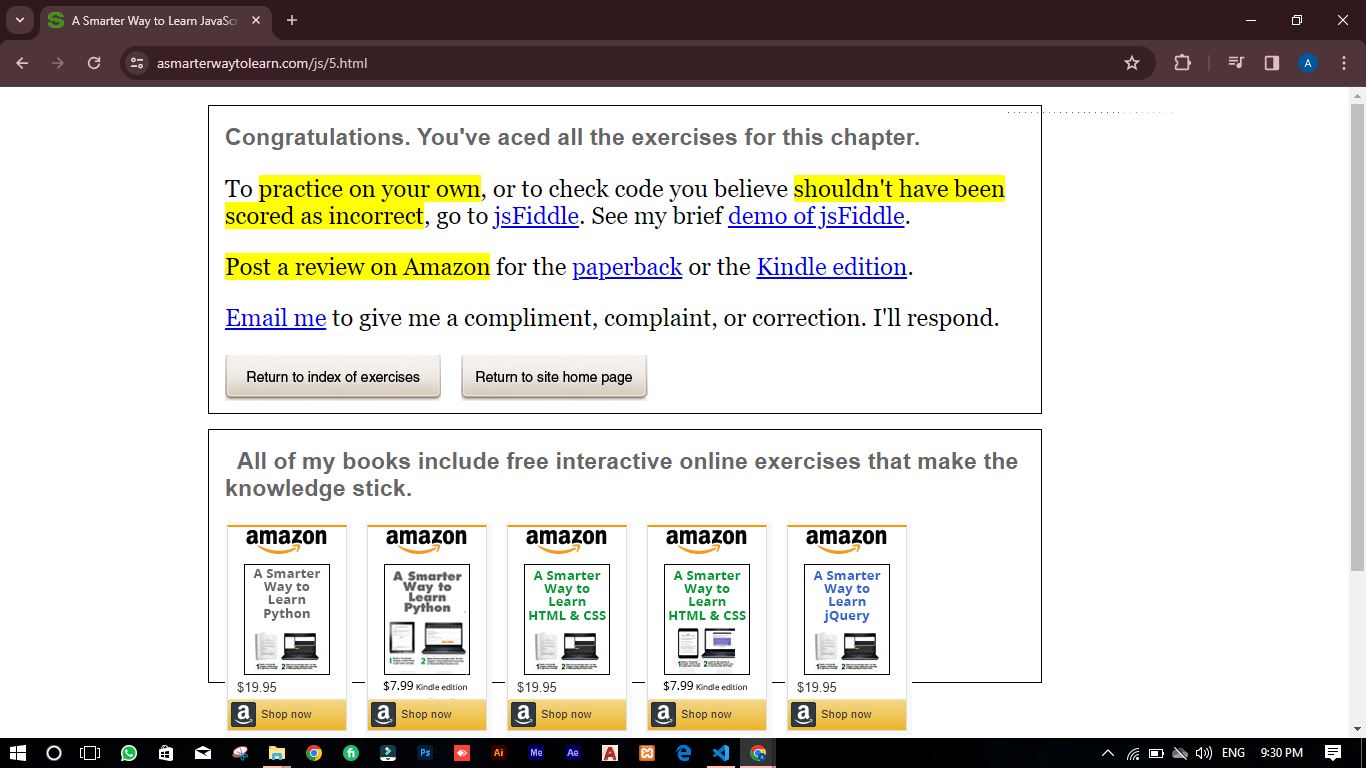 A Smarter Way to Learn JavaScr
asmarterwaytolearn.com/js/5.html
A
Congratulations. You've aced all the exercises for this chapter.
To practice on your own, or to check code you believe shouldn't have been
scored as incorrect, go to jsFiddle. See my brief demo of jsFiddle.
Post a review on Amazon for the paperback or the Kindle edition.
Email me to give me a compliment, complaint, or correction. I'll respond.
Return to index of exercises
Return to site home page
All of my books include free interactive online exercises that make the
knowledge stick.
amazon
A Smarter
Way to
Learn
Python
$19.95
a Shop now
amazon
A Smarter
Way to
Learn
Python
$7.99 Kindle edition
a Shop now
amazon
A Smarter
Way to
Learn
HTML & CSS
$19.95
a Shop now
amazon
A Smarter
Way to
Learn
HTML & CSS
$7.99 Kindle edition
a Shop now
amazon
A Smarter
Way to
Learn
jQuery
$19.95
a Shop now
fi Ps Ai Me Ae A ENG 9:30 PM